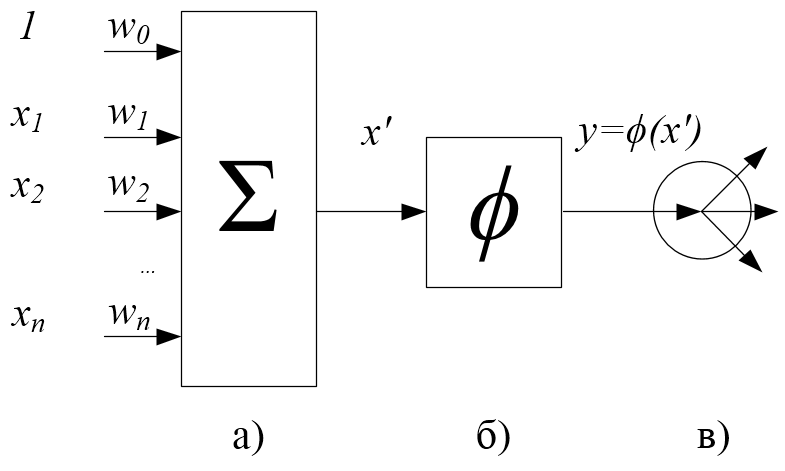 1 w₀
x₁ w₁
x₂ w₂
...
xₙ wₙ
Σ
x'
ϕ
y=ϕ(x')
а) б) в)